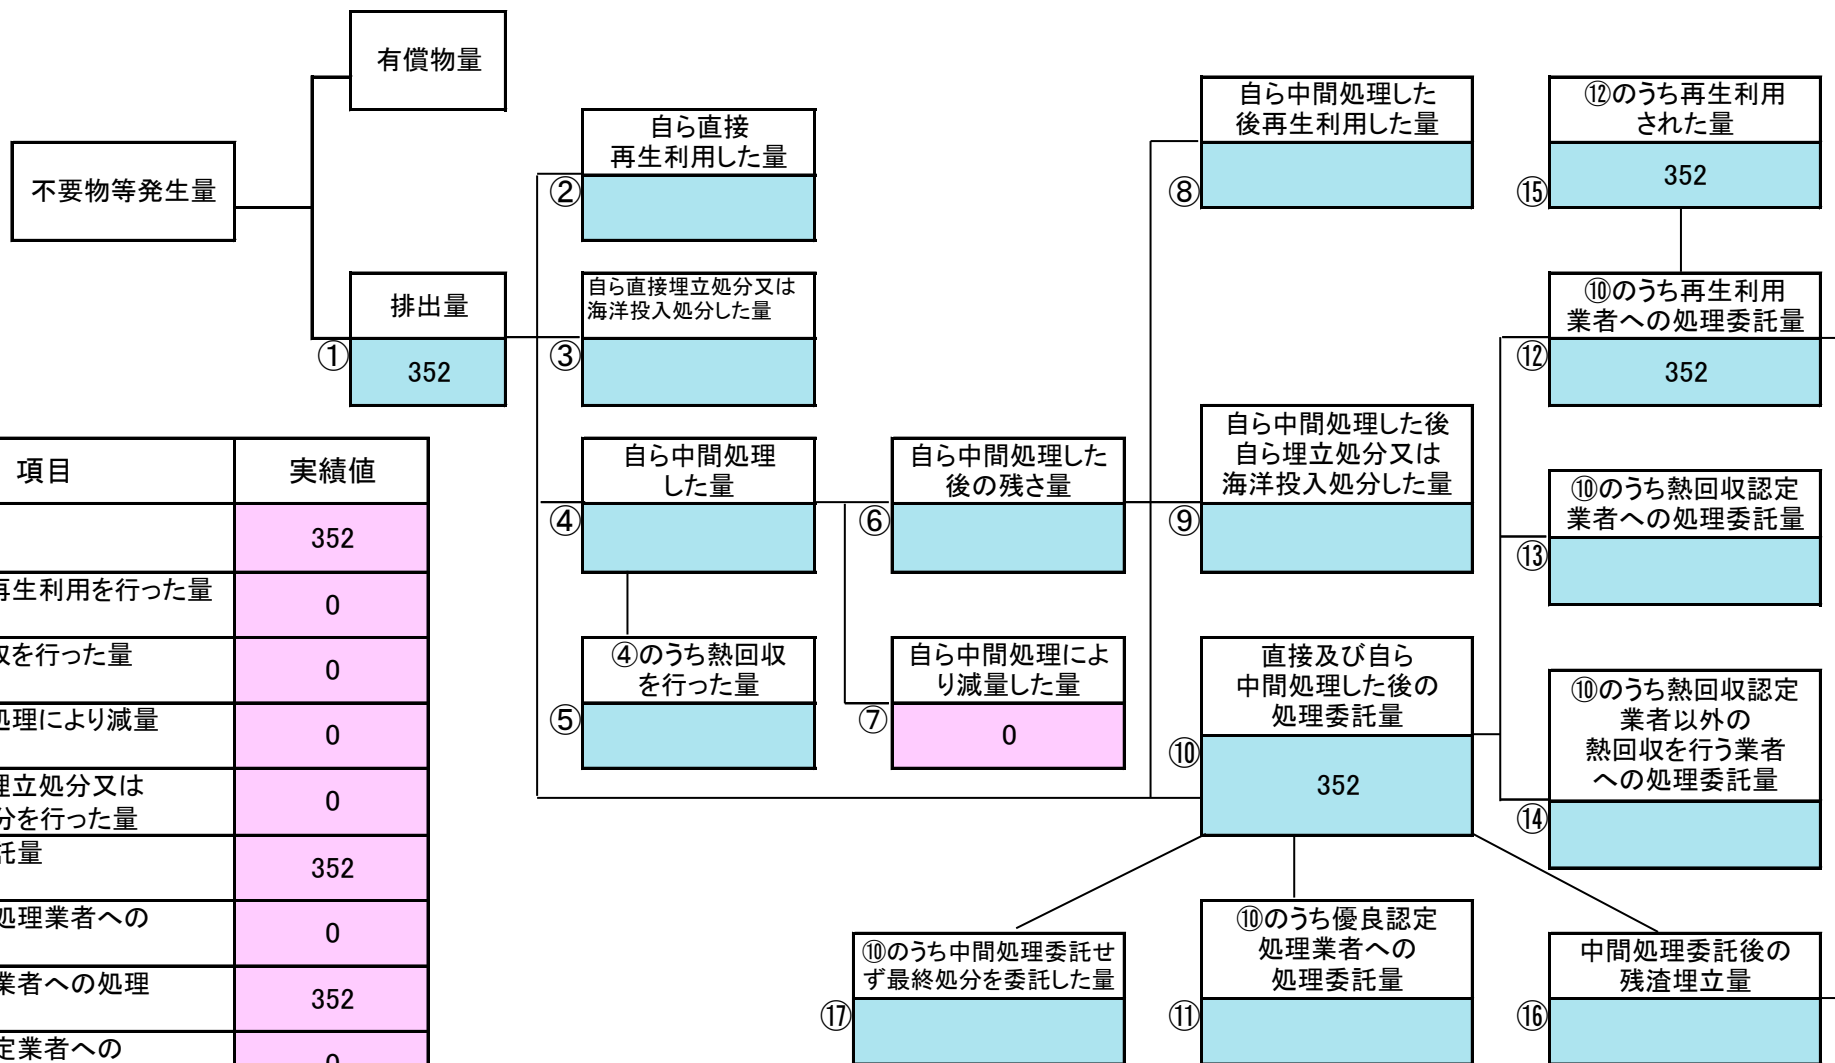 有償物量
不要物等発生量
排出量
①
352
自ら直接
再生利用した量
②
自ら直接埋立処分又は
海洋投入処分した量
③
自ら中間処理
した量
④
④のうち熱回収
を行った量
⑤
自ら中間処理した
後の残さ量
⑥
自ら中間処理によ
り減量した量
⑦
0
自ら中間処理した
後再生利用した量
⑧
自ら中間処理した後
自ら埋立処分又は
海洋投入処分した量
⑨
直接及び自ら
中間処理した後の
処理委託量
⑩
352
⑫のうち再生利用
された量
352
⑮
⑩のうち再生利用
業者への処理委託量
⑫
352
⑩のうち熱回収認定
業者への処理委託量
⑬
⑩のうち熱回収認定
業者以外の
熱回収を行う業者
への処理委託量
⑭
⑩のうち中間処理委託せ
ず最終処分を委託した量
⑰
⑩のうち優良認定
処理業者への
処理委託量
⑪
中間処理委託後の
残渣埋立量
⑯
項目 実績値
352
再生利用を行った量
0
を行った量
0
処理により減量
0
埋立処分又は
分を行った量
0
託量
352
処理業者への
0
業者への処理
352
定業者への
0